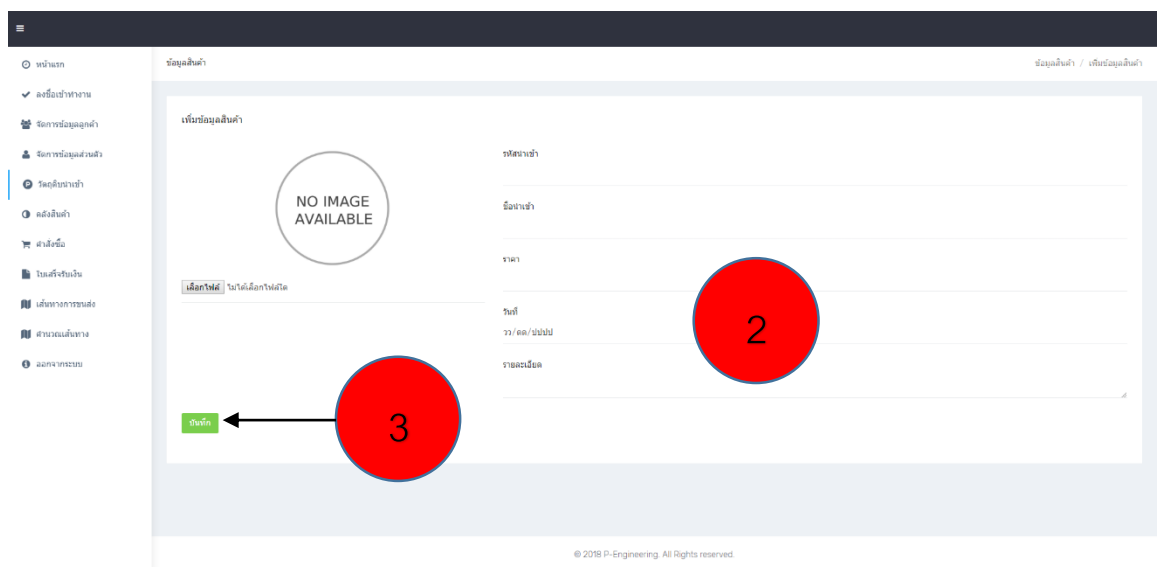 หน้าแรก
ลงชื่อเข้าทำงาน
จัดการข้อมูลลูกค้า
จัดการข้อมูลส่วนตัว
วัตถุดิบนำเข้า
คลังสินค้า
คำสั่งซื้อ
ใบเสร็จรับเงิน
เส้นทางการขนส่ง
คำนวณเส้นทาง
ออกจากระบบ
ข้อมูลสินค้า
ข้อมูลสินค้า / เพิ่มข้อมูลสินค้า
เพิ่มข้อมูลสินค้า
NO IMAGE
AVAILABLE
เลือกไฟล์ ไม่ได้เลือกไฟล์ใด
รหัสนำเข้า
ชื่อนำเข้า
ราคา
วันที่
วว/ดด/ปปปป
รายละเอียด
2
บันทึก
3
© 2018 P-Engineering. All Rights reserved.